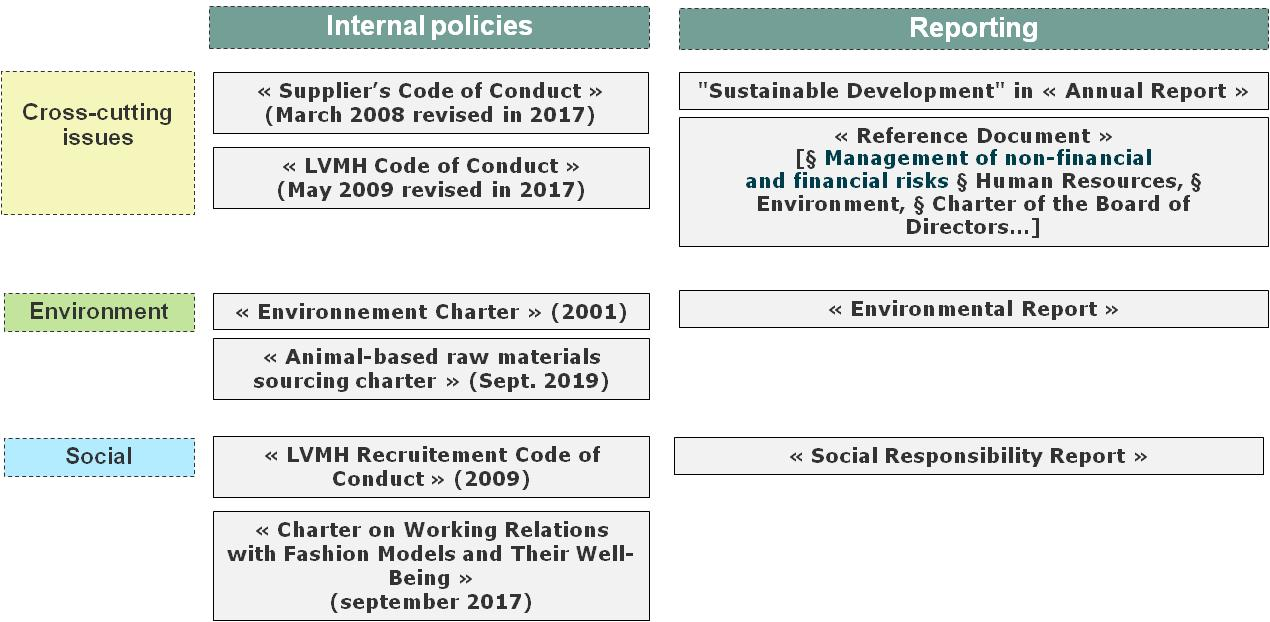 Internal policies
Reporting
Cross-cutting
issues
« Supplier’s Code of Conduct »
(March 2008 revised in 2017)
« LVMH Code of Conduct »
(May 2009 revised in 2017)
"Sustainable Development" in « Annual Report »
« Reference Document »
[§ Management of non-financial
and financial risks § Human Resources, §
Environment, § Charter of the Board of
Directors…]
Environment
« Environnement Charter » (2001)
« Animal-based raw materials
sourcing charter » (Sept. 2019)
« Environmental Report »
Social
« LVMH Recruitement Code of
Conduct » (2009)
« Charter on Working Relations
with Fashion Models and Their Well-
Being »
(september 2017)
« Social Responsibility Report »